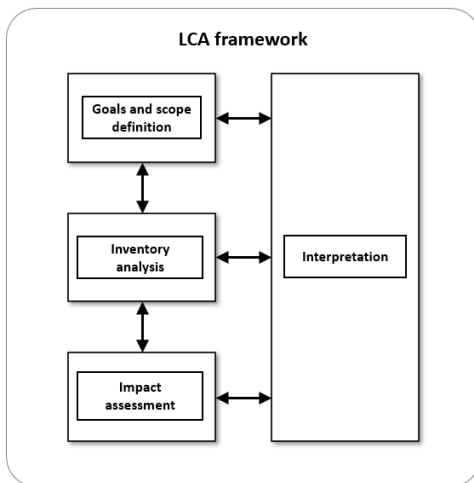 LCA framework
Goals and scope
definition
Inventory
analysis
Interpretation
Impact
assessment